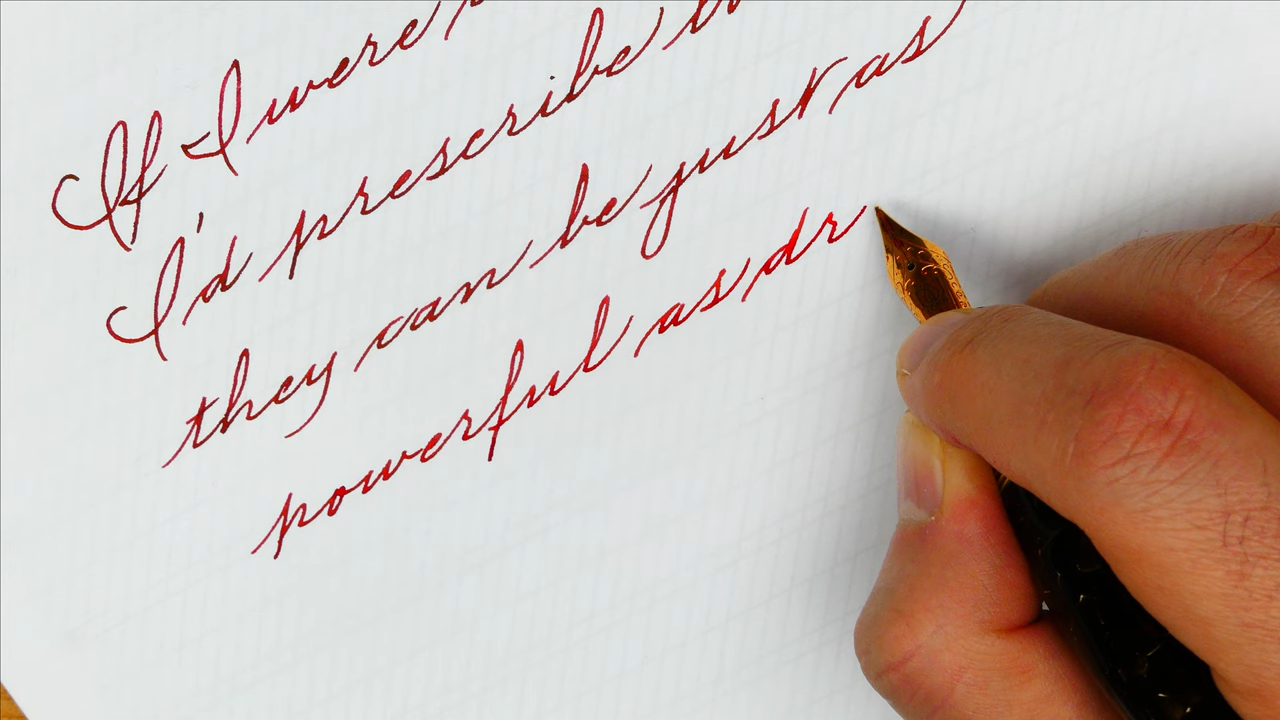 If I were
I'd prescribe
they can be just as
powerful as dr